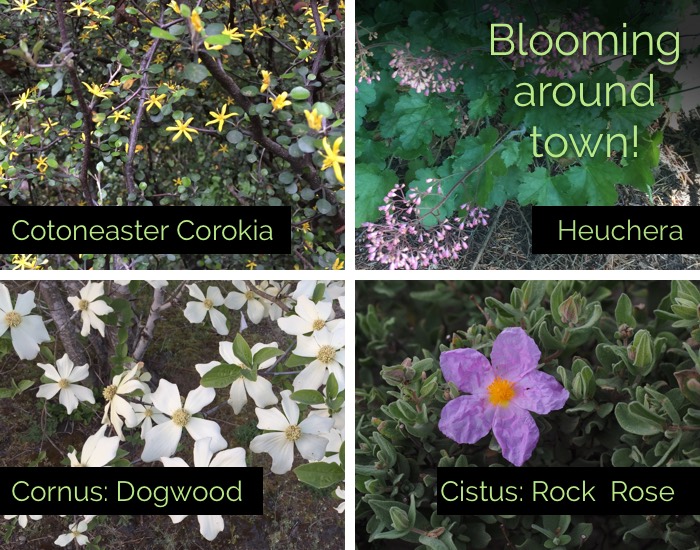 Blooming
around
town!
Cotoneaster Corokia
Heuchera
Cornus: Dogwood
Cistus: Rock Rose